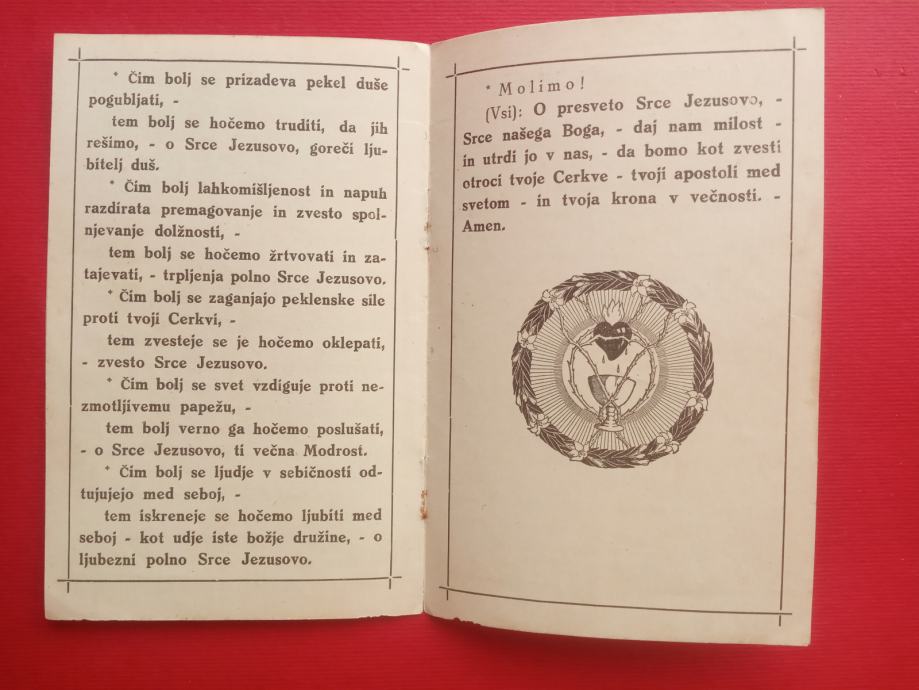 * Čim bolj se prizadeva pekel duše
pogubljati, -
tem bolj se hočemo truditi, da jih
rešimo, - o Srce Jezusovo, goreči lju-
bitelj duš.
* Čim bolj lahkomišljenost in napuh
razdirata premagovanje in zvesto spol-
njevanje dolžnosti, -
tem bolj se hočemo žrtvovati in za-
tajevati, - trpljenja polno Srce Jezusovo.
* Čim bolj se zaganjajo peklenske sile
proti tvoji Cerkvi, -
tem zvesteje se je hočemo oklepati,
- zvesto Srce Jezusovo.
* Čim bolj se svet vzdiguje proti ne-
zmotljivemu papežu, -
tem bolj verno ga hočemo poslušati,
- o Srce Jezusovo, ti večna Modrost.
* Čim bolj se ljudje v sebičnosti od-
tujujejo med seboj, -
tem iskreneje se hočemo ljubiti med
seboj - kot udje iste božje družine, - o
ljubezni polno Srce Jezusovo.
* Molimo!
(Vsi): O presveto Srce Jezusovo, -
Srce našega Boga, - daj nam milost -
in utrdi jo v nas, - da bomo kot zvesti
otroci tvoje Cerkve - tvoji apostoli med
svetom - in tvoja krona v večnosti. -
Amen.